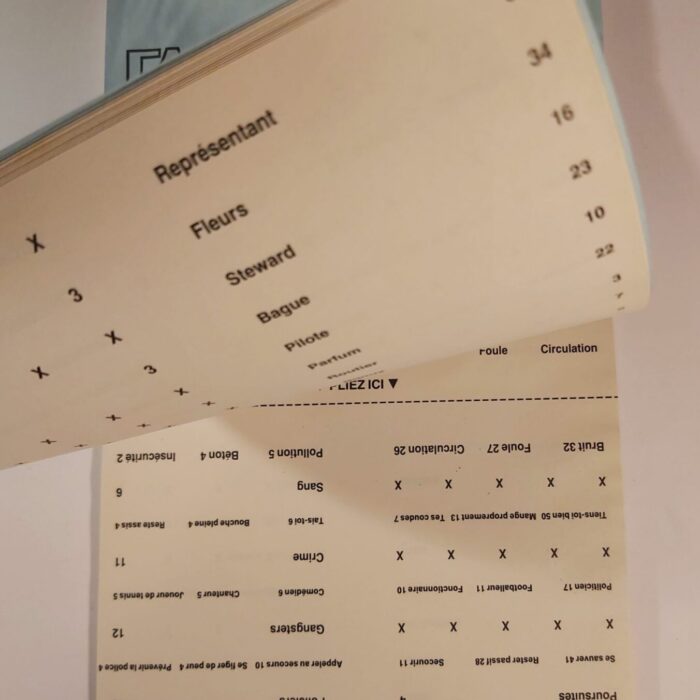 X Représentant 34
3 Fleurs 16
X X Steward 23
3 Bague 10
X X X Pilote 22
X Parfum 3
Routier
Foule Circulation
PLIEZ ICI ▼
Poursuites 4
Se sauver 41 Rester passif 28 Secourir 11 Appeler au secours 10 Se figer de peur 4 Prévenir la police 4
X X X X X Gangsters 12
Politicien 17 Footballeur 11 Fonctionnaire 10 Comédien 6 Chanteur 5 Joueur de tennis 5
X X X X X Crime 11
Tiens-toi bien 50 Mange proprement 13 Tes coudes 7 Tais-toi 6 Bouche pleine 4 Reste assis 4
X X X X X Sang 6
Bruit 32 Foule 27 Circulation 26 Pollution 5 Béton 4 Insécurité 2